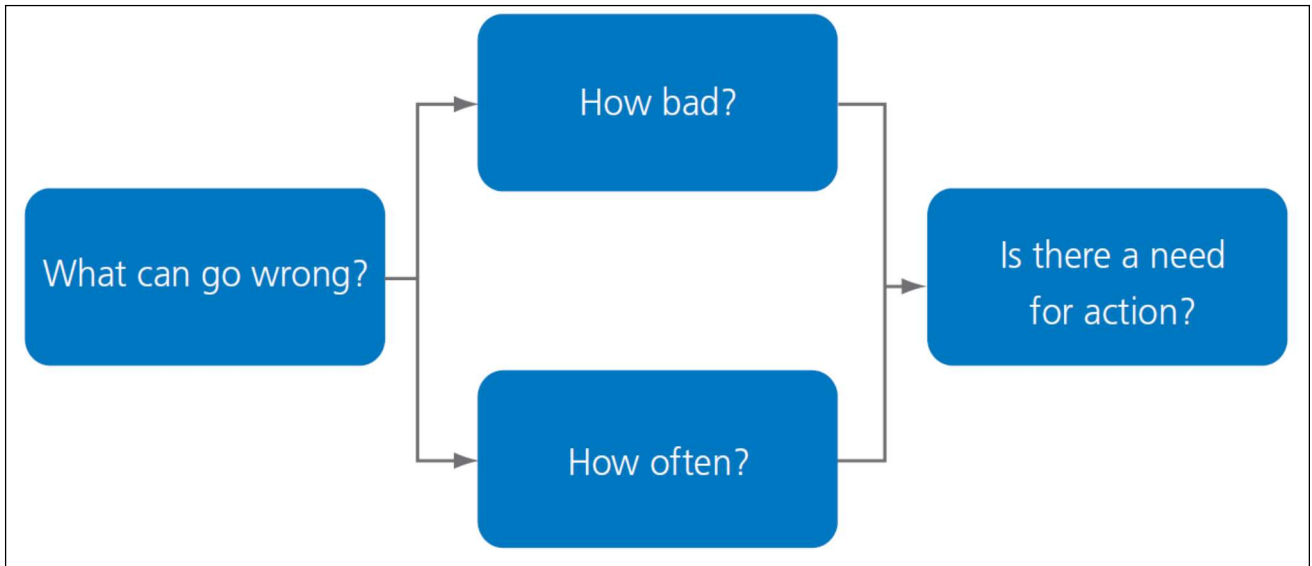 What can go wrong?
How bad?
How often?
Is there a need
for action?